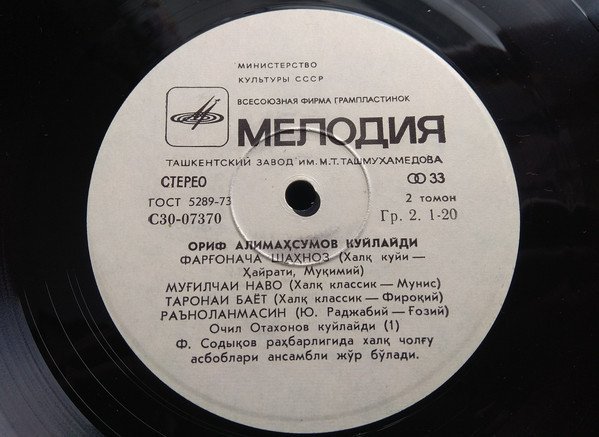 МИНИСТЕРСТВО
КУЛЬТУРЫ СССР
ВСЕСОЮЗНАЯ ФИРМА ГРАМПЛАСТИНОК
МЕЛОДИЯ
ТАШКЕНТСКИЙ ЗАВОД ИМ. М.Т. ТАШМУХАМЕДОВА
СТЕРЕО 33
ГОСТ 5289-73 2 томон
С30-07370 Гр. 2. 1-20
ОРИФ АЛИМАҲСУМОВ КУЙЛАЙДИ
ФАРҒОНАЧА ШАҲНОЗ (Халқ куйи —
Ҳайрати, Муқимий)
МУҒИЛЧАИ НАВО (Халқ классик — Мунис)
ТАРОНАИ БАЁТ (Халқ классик — Фироқий)
РАЪНОЛАНМАСИН (Ю. Раджабий — Ғозий)
Очил Отахонов куйлайди (1)
Ф. Содықов раҳбарлигида халқ чолғу
асбоблари ансамбли жўр бўлади.